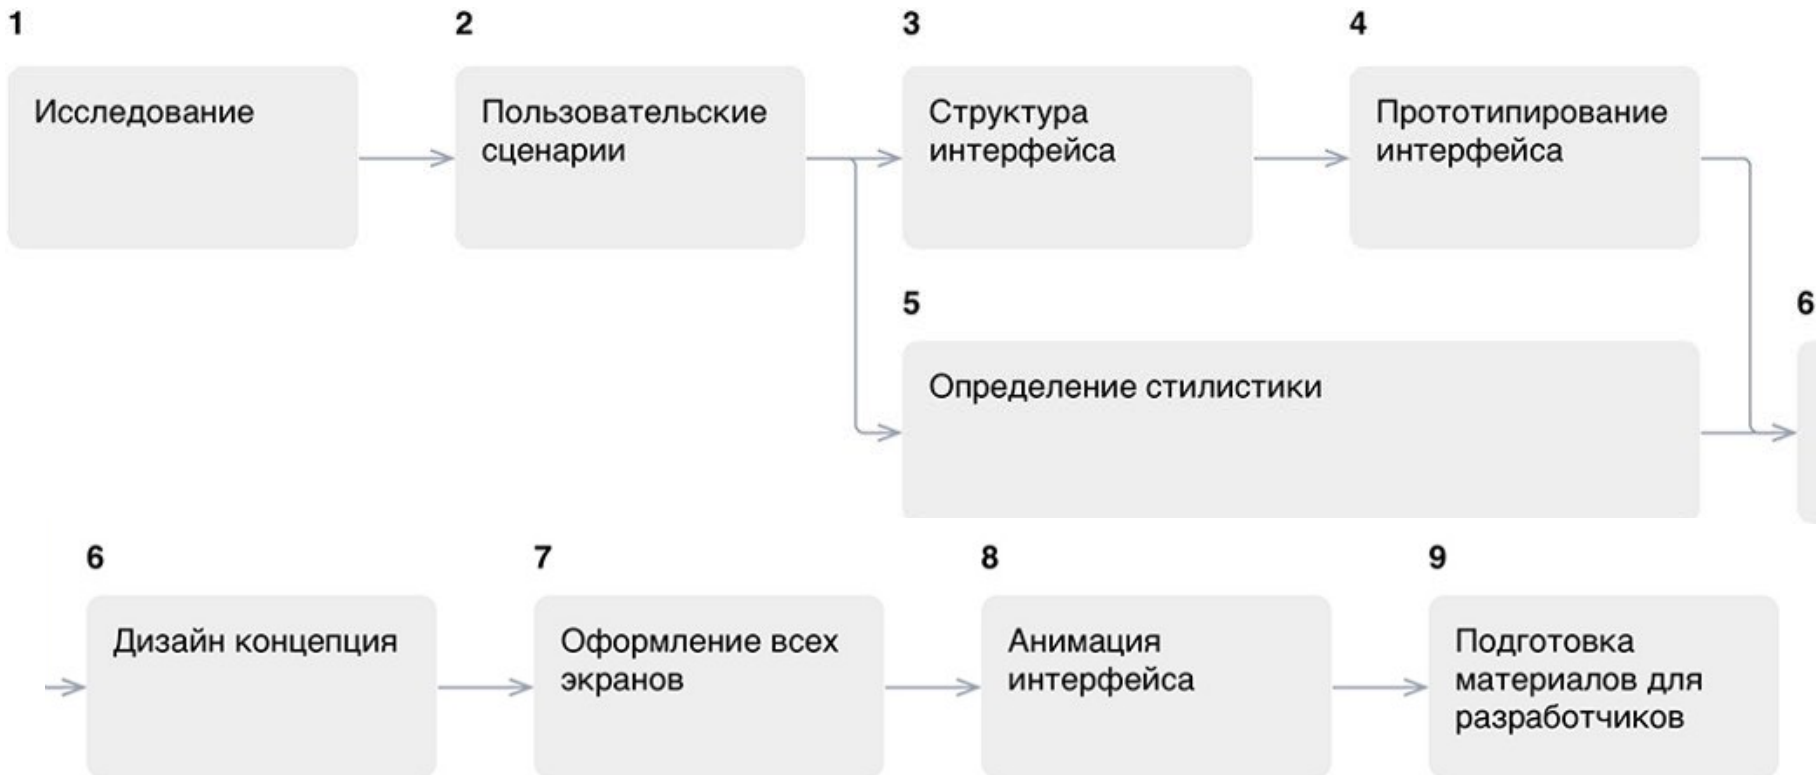 1
Исследование
2
Пользовательские
сценарии
3
Структура
интерфейса
4
Прототипирование
интерфейса
5
Определение стилистики
6
6
Дизайн концепция
7
Оформление всех
экранов
8
Анимация
интерфейса
9
Подготовка
материалов для
разработчиков